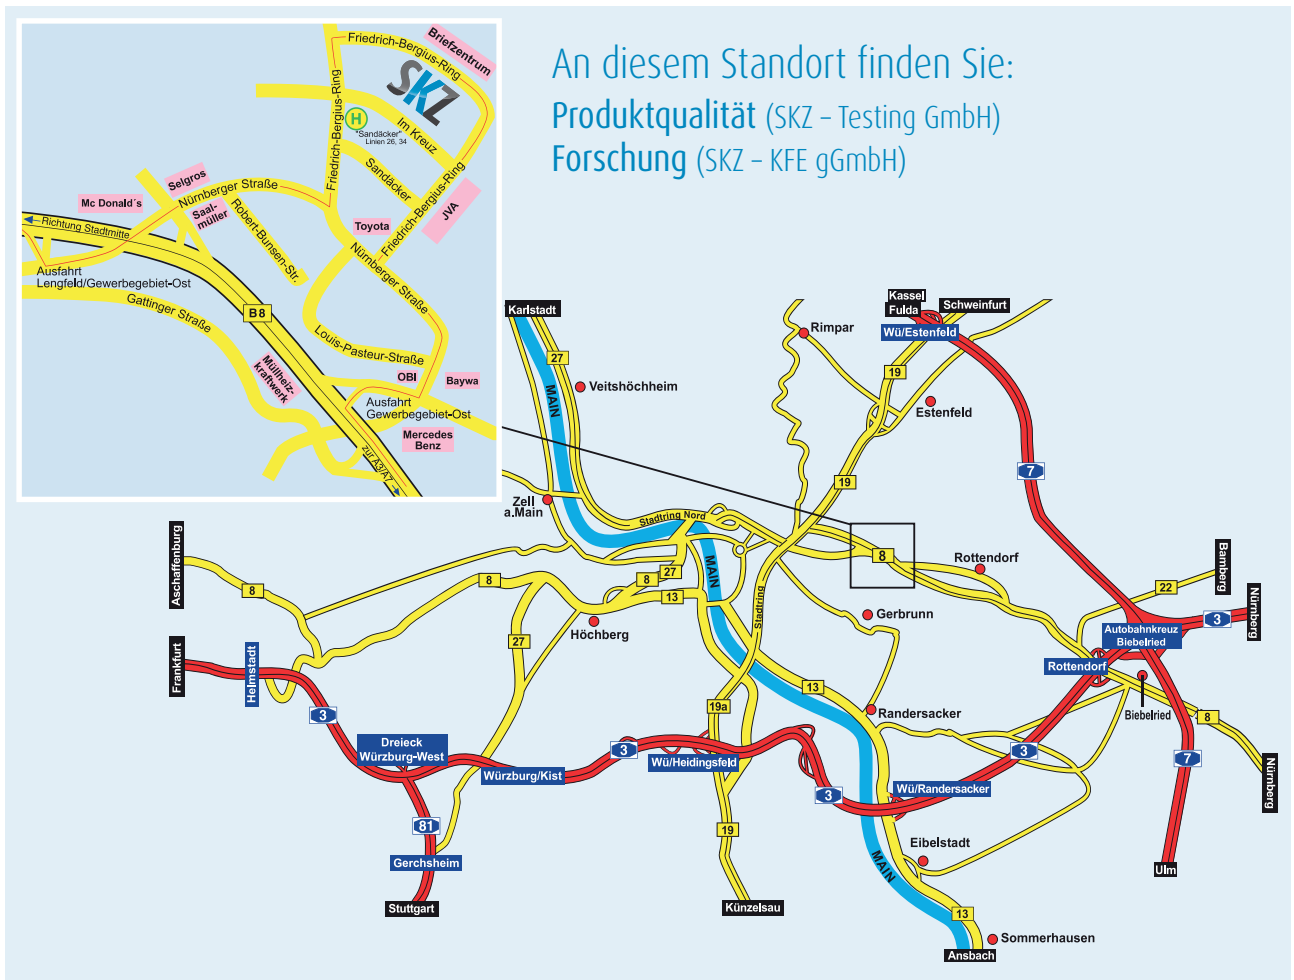 An diesem Standort finden Sie:
Produktqualität (SKZ – Testing GmbH)
Forschung (SKZ – KFE gGmbH)
Friedrich-Bergius-Ring
Briefzentrum
SKZ
Friedrich-Bergius-Ring
H
"Sandäcker"
Linien 26, 34
Im Kreuz
Sandäcker
Friedrich-Bergius-Ring
JVA
Selgros
Mc Donald´s
Nürnberger Straße
Saal-
müller
Robert-Bunsen-Str.
Toyota
Richtung Stadtmitte
Nürnberger Straße
Ausfahrt
Lengfeld/Gewerbegebiet-Ost
Gattinger Straße
B 8
Louis-Pasteur-Straße
Müllheiz-
kraftwerk
OBI
Baywa
Ausfahrt
Gewerbegebiet-Ost
Mercedes
Benz
zur A3/A7
Karlstadt
Kassel
Fulda
Schweinfurt
Wü/Estenfeld
Rimpar
27
19
MAIN
Veitshöchheim
Estenfeld
7
19
Zell
a.Main
Stadtring Nord
Aschaffenburg
8
Rottendorf
Bamberg
MAIN
8
8
8
27
13
22
Stadtring
Nürnberg
Gerbrunn
3
Höchberg
27
Autobahnkreuz
Biebelried
Frankfurt
Helmstadt
Rottendorf
13
19a
Biebelried
8
3
Randersacker
Dreieck
Würzburg-West
3
Wü/Heidingsfeld
3
7
Würzburg/Kist
Nürnberg
3
Wü/Randersacker
81
19
Eibelstadt
Gerchsheim
MAIN
Ulm
Stuttgart
Künzelsau
13
Sommerhausen
Ansbach